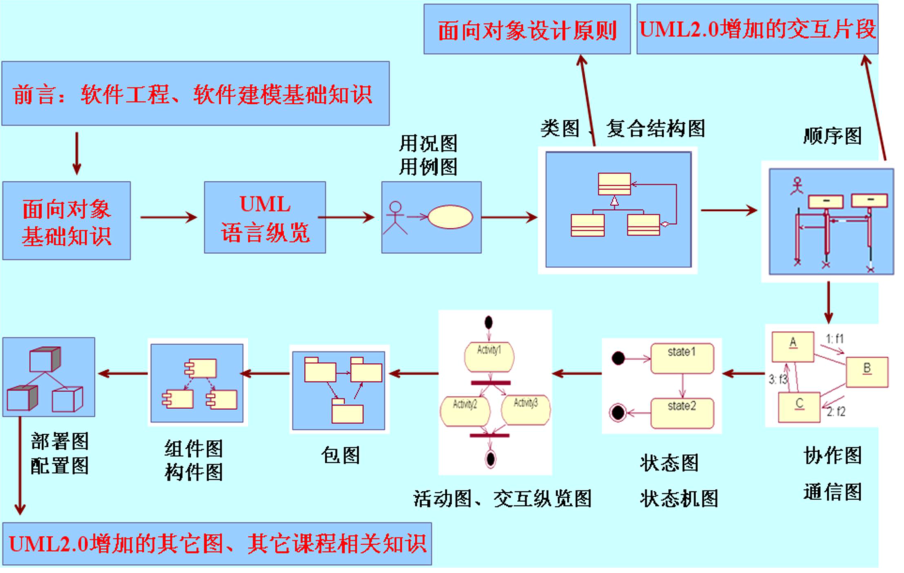 面向对象设计原则
UML2.0增加的交互片段
前言：软件工程、软件建模基础知识
用况图
用例图
类图 、复合结构图
顺序图
面向对象
基础知识
UML
语言纵览
Activity1
Activity2
Activity3
state1
state2
A
1: f1
B
3: f3
C
2: f2
部署图
配置图
组件图
构件图
包图
活动图、交互纵览图
状态图
状态机图
协作图
通信图
UML2.0增加的其它图、其它课程相关知识